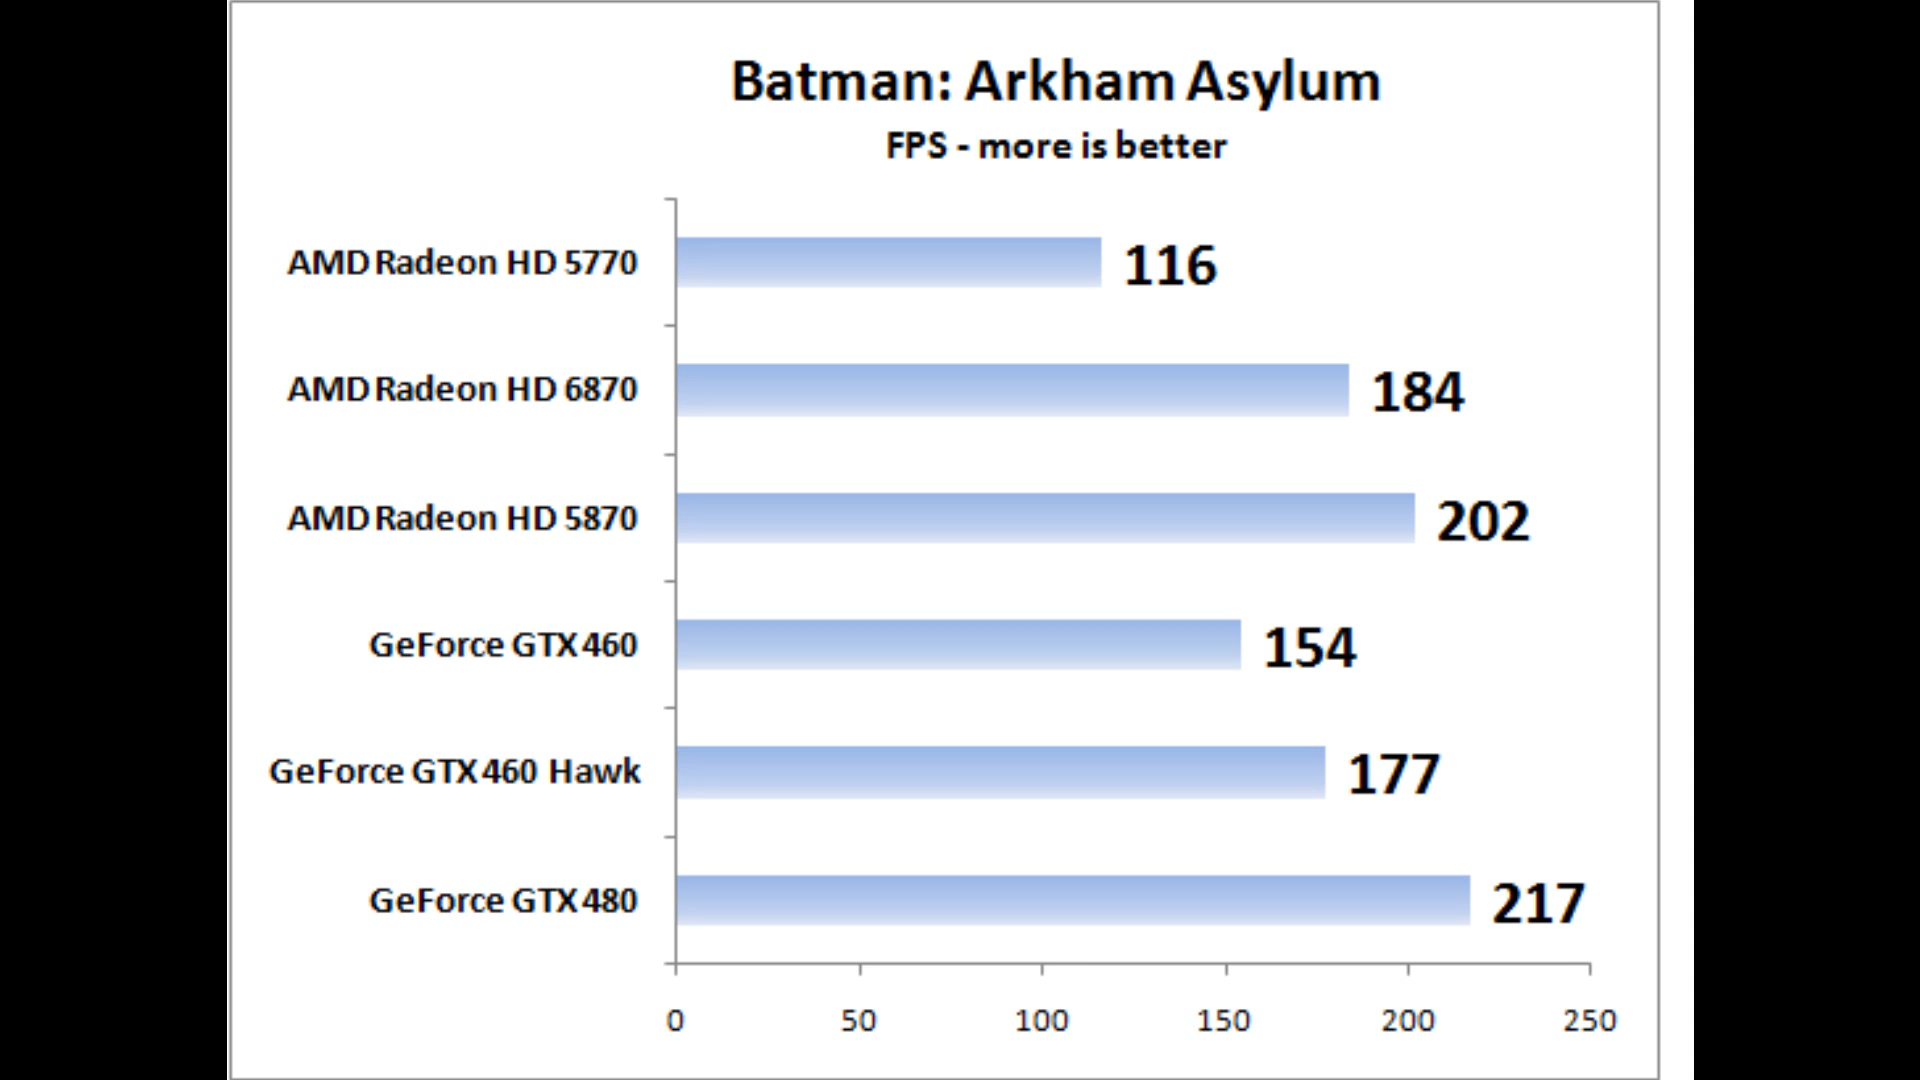 Batman: Arkham Asylum
FPS - more is better
AMD Radeon HD 5770 116
AMD Radeon HD 6870 184
AMD Radeon HD 5870 202
GeForce GTX 460 154
GeForce GTX 460 Hawk 177
GeForce GTX 480 217
0 50 100 150 200 250